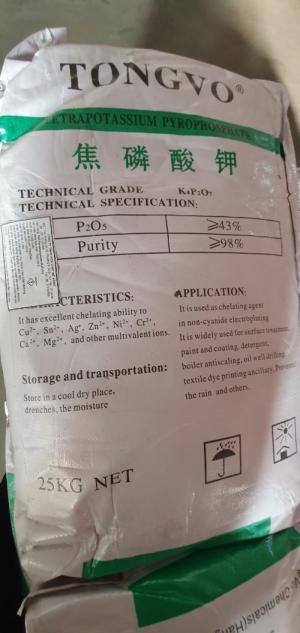 TONGVO®
TETRAPOTASSIUM PYROPHOSPHATE
焦磷酸钾
TECHNICAL GRADE K₄P₂O₇
TECHNICAL SPECIFICATION:
P₂O₅ ≥43%
Purity ≥98%
CTERISTICS:
It has excellent chelating ability to
Cu²⁺, Sn²⁺, Ag⁺, Zn²⁺, Ni²⁺, Cr³⁺,
Ca²⁺, Mg²⁺, and other multivalent ions.
Storage and transportation:
Store in a cool dry place,
drenches, the moisture
APPLICATION:
It is used as chelating agent
in non-cyanide electroplating
It is widely used for surface treatment,
paint and coating, detergent,
boiler antiscaling, oil well drilling,
textile dye printing ancillary,
the rain and others.
25KG NET
Chemicals(Han